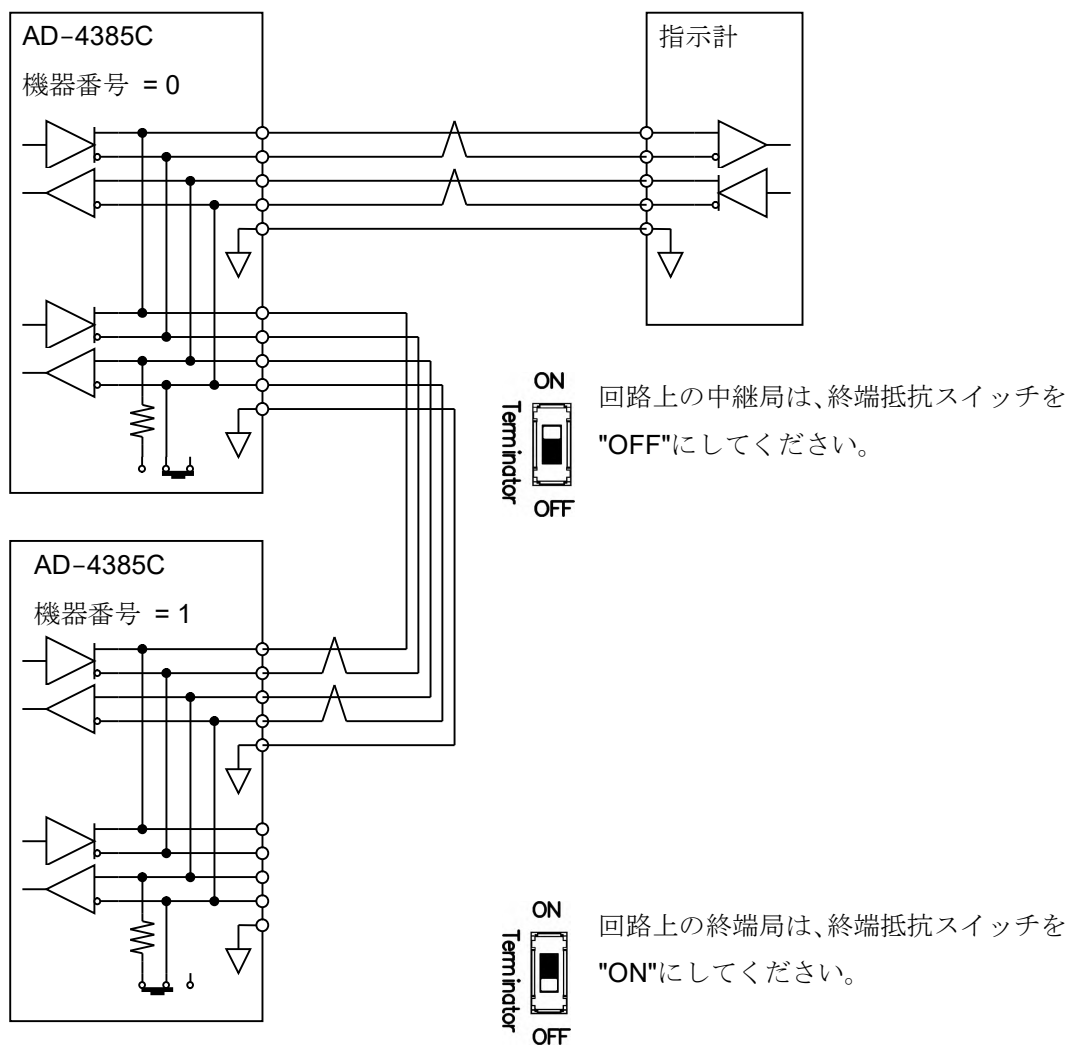 AD-4385C
機器番号 = 0
指示計
ON
Terminator
OFF
回路上の中継局は、終端抵抗スイッチを
"OFF"にしてください。
AD-4385C
機器番号 = 1
ON
Terminator
OFF
回路上の終端局は、終端抵抗スイッチを
"ON"にしてください。